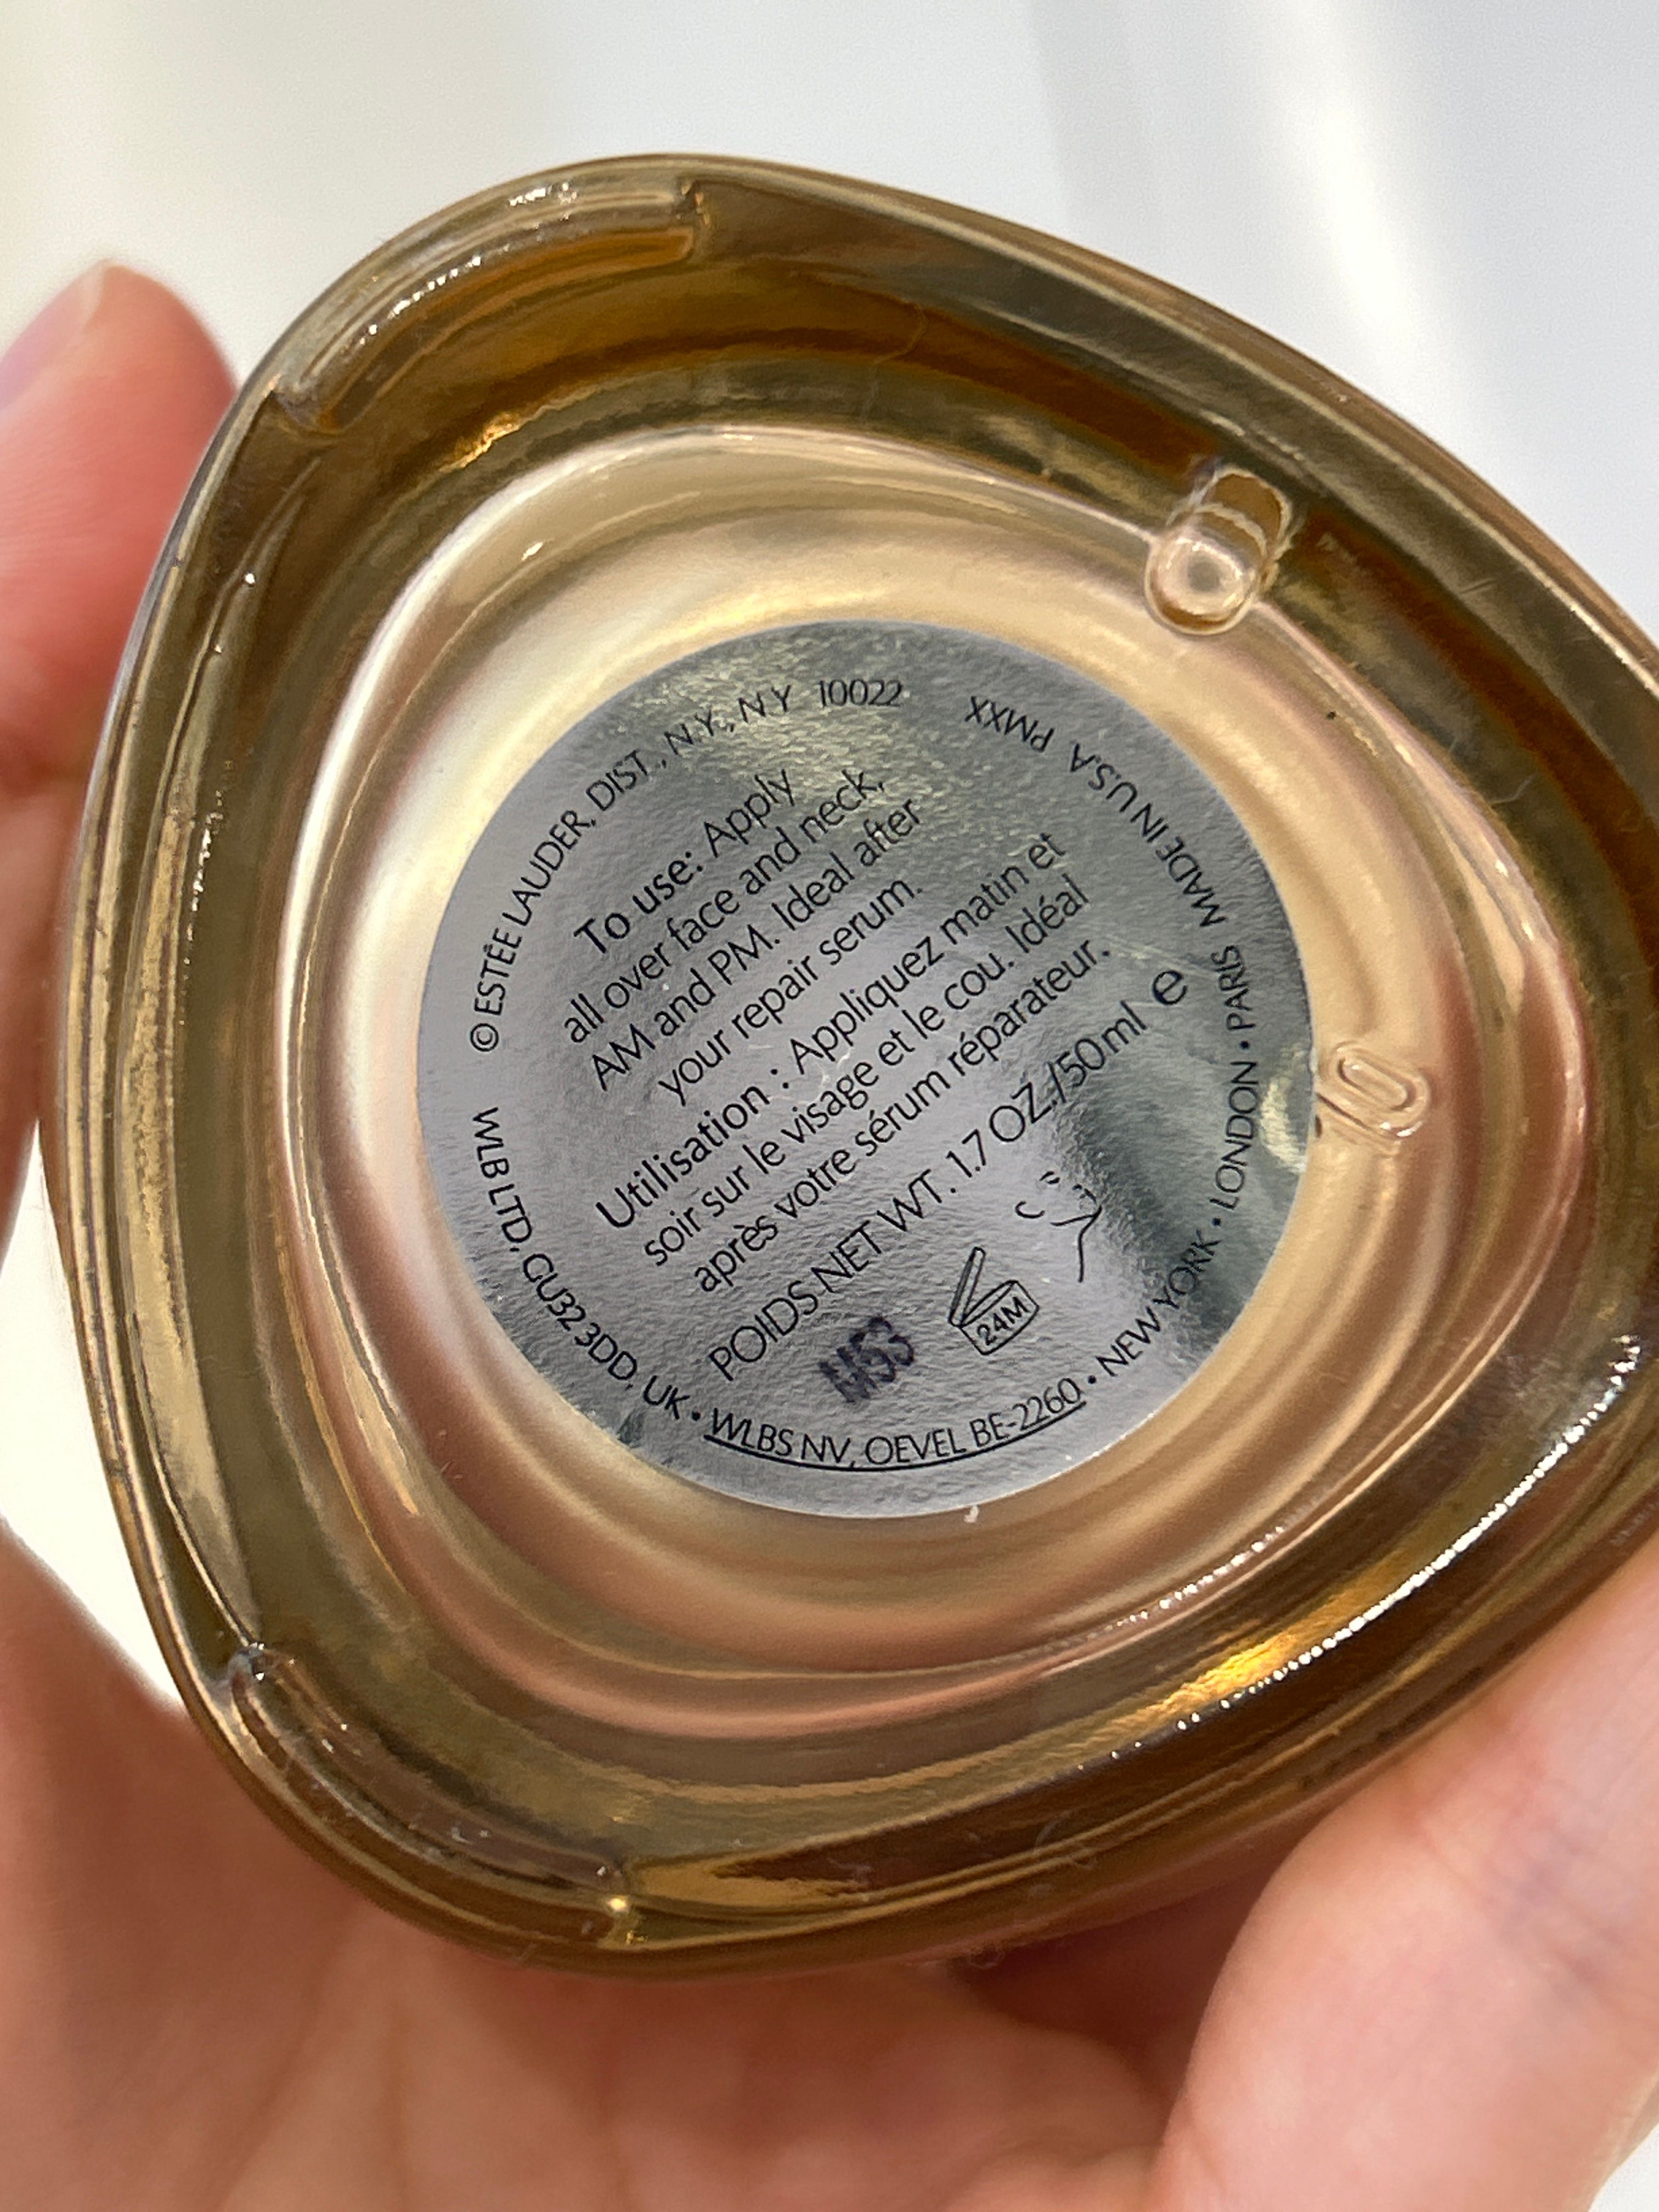 © ESTÉE LAUDER, DIST., N.Y., N.Y 10022
To use: Apply
all over face and neck,
AM and PM. Ideal after
your repair serum.
Utilisation : Appliquez matin et
soir sur le visage et le cou. Idéal
après votre sérum réparateur.
POIDS NET WT. 1.7 OZ./50 ml e
M53
24M
WLB LTD, GU32 3DD, UK • WLBS NV, OEVEL BE-2260 • NEW YORK • LONDON • PARIS MADE IN U.S.A PMXX
10